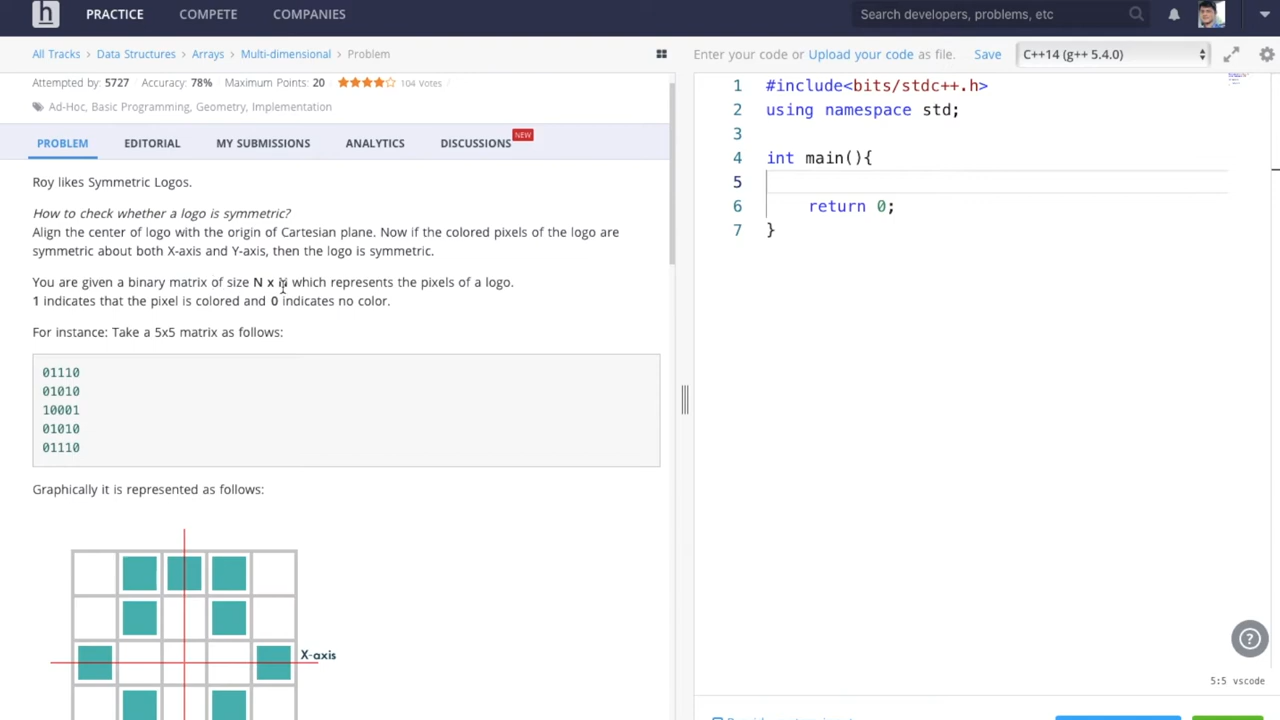 h PRACTICE COMPETE COMPANIES Search developers, problems, etc
All Tracks > Data Structures > Arrays > Multi-dimensional > Problem
Attempted by: 5727 / Accuracy: 78% / Maximum Points: 20 / 104 Votes /
Ad-Hoc, Basic Programming, Geometry, Implementation
PROBLEM EDITORIAL MY SUBMISSIONS ANALYTICS DISCUSSIONS NEW
Roy likes Symmetric Logos.
How to check whether a logo is symmetric?
Align the center of logo with the origin of Cartesian plane. Now if the colored pixels of the logo are
symmetric about both X-axis and Y-axis, then the logo is symmetric.
You are given a binary matrix of size N x which represents the pixels of a logo.
1 indicates that the pixel is colored and 0 indicates no color.
For instance: Take a 5x5 matrix as follows:
01110
01010
10001
01010
01110
Graphically it is represented as follows:
X-axis
Enter your code or Upload your code as file. Save C++14 (g++ 5.4.0)
1 #include<bits/stdc++.h>
2 using namespace std;
3
4 int main(){
5
6 return 0;
7 }
?
5:5 vscode